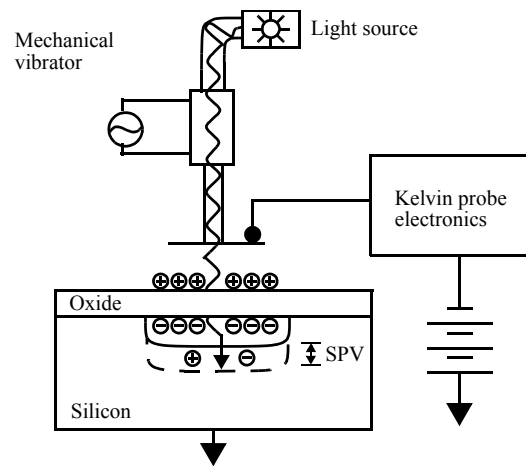 Light source
Mechanical
vibrator
Kelvin probe
electronics
Oxide
SPV
Silicon